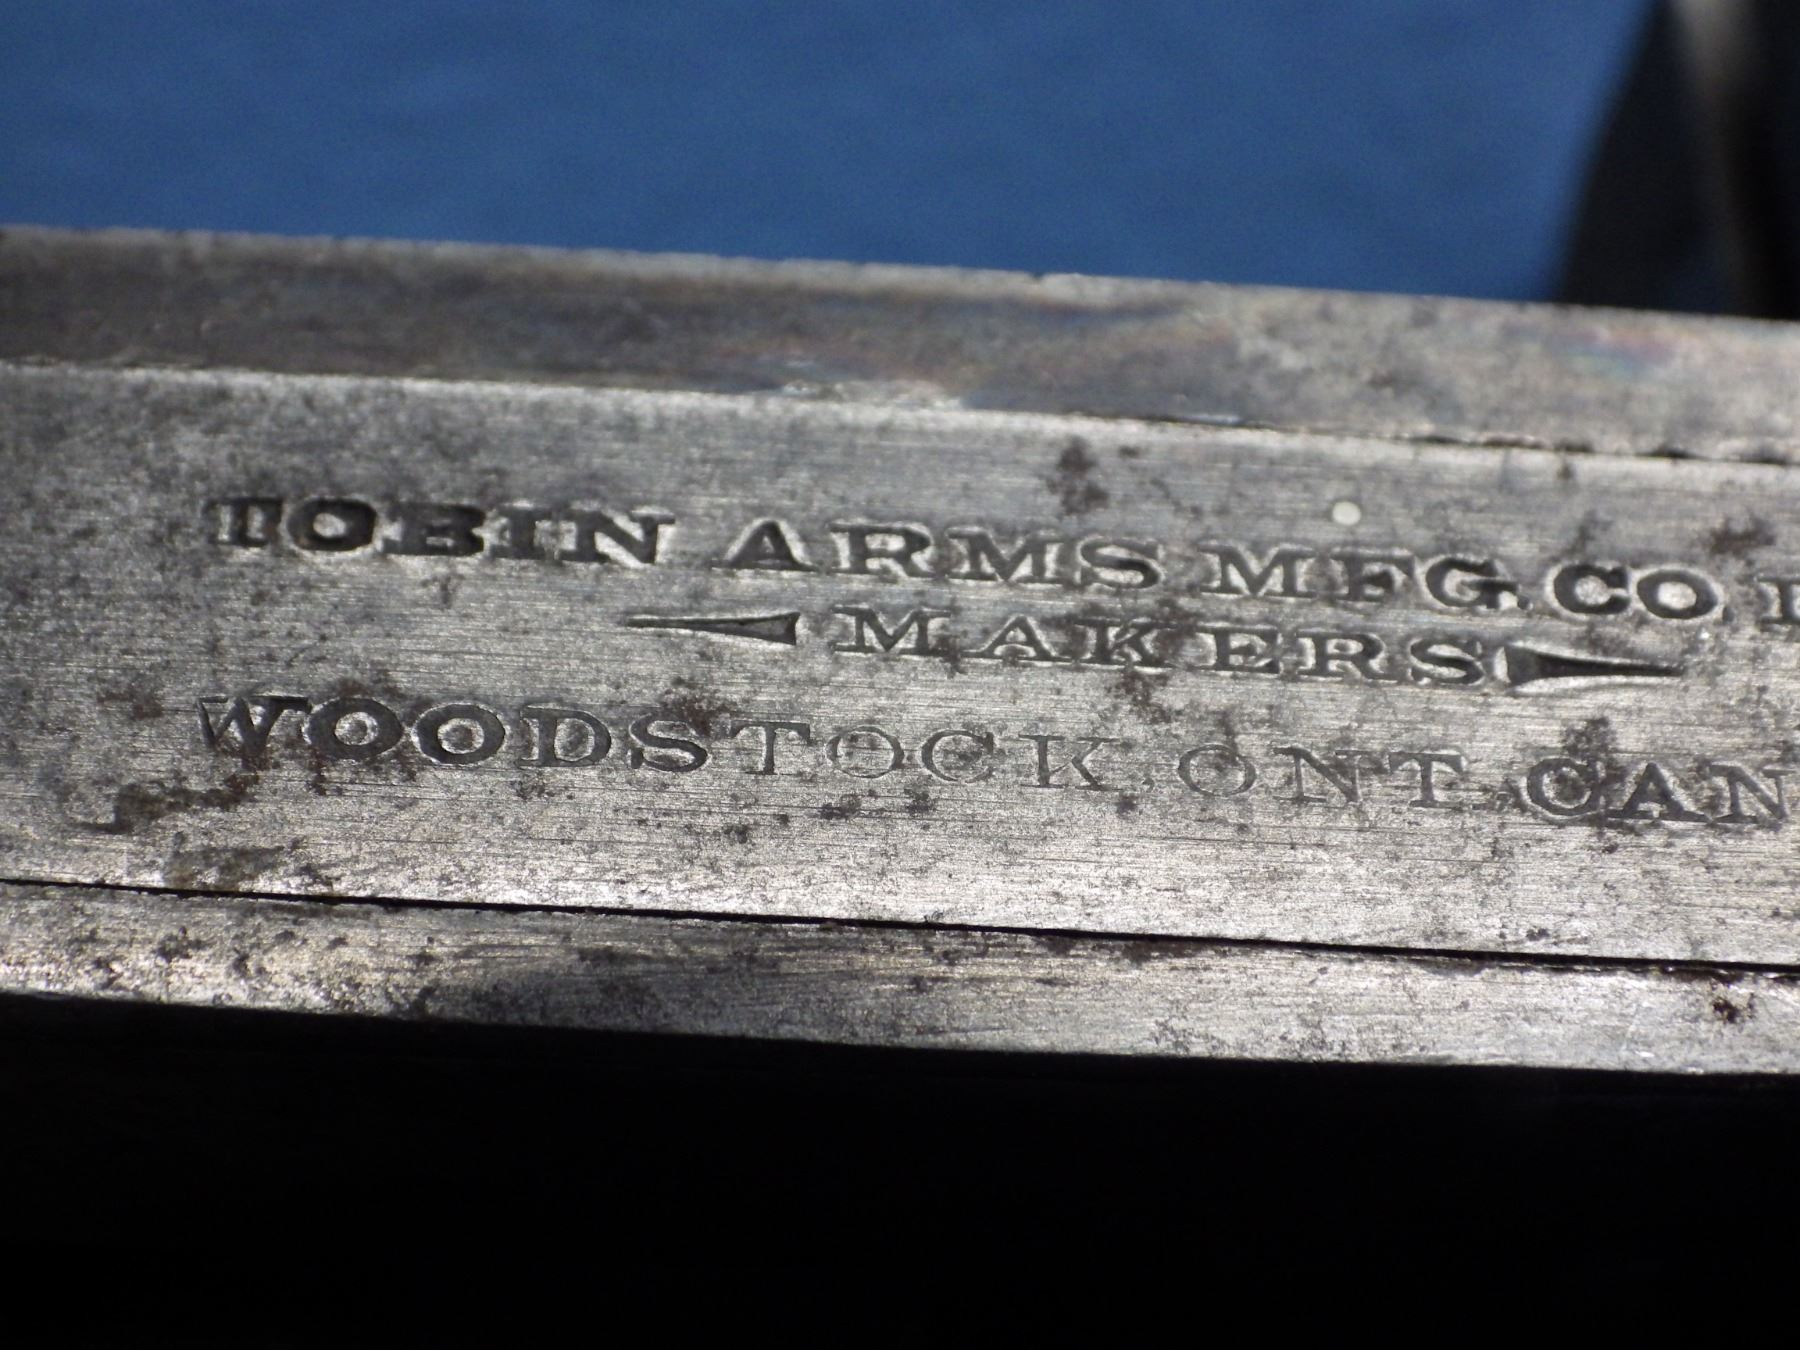 TOBIN ARMS MFG. CO.
MAKERS
WOODSTOCK, ONT., CAN